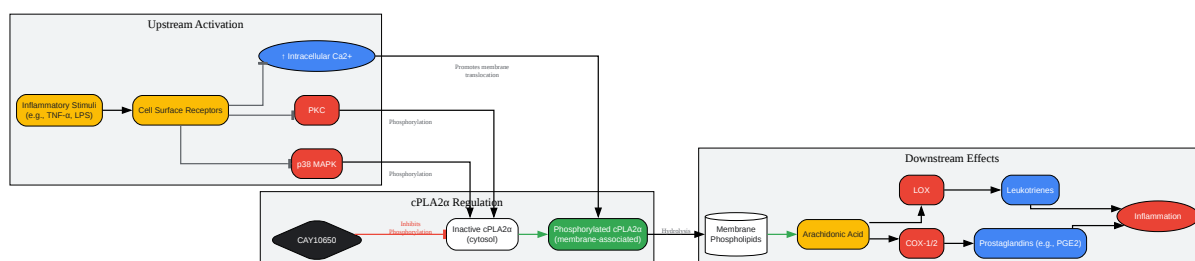 Upstream Activation
↑ Intracellular Ca2+
Promotes membrane
translocation
Inflammatory Stimuli
(e.g., TNF-α, LPS)
Cell Surface Receptors
PKC
Phosphorylation
p38 MAPK
Phosphorylation
cPLA2α Regulation
CAY10650
Inhibits
Phosphorylation
Inactive cPLA2α
(cytosol)
Phosphorylated cPLA2α
(membrane-associated)
Hydrolysis
Downstream Effects
Membrane
Phospholipids
Arachidonic Acid
LOX
Leukotrienes
COX-1/2
Prostaglandins (e.g., PGE2)
Inflammation